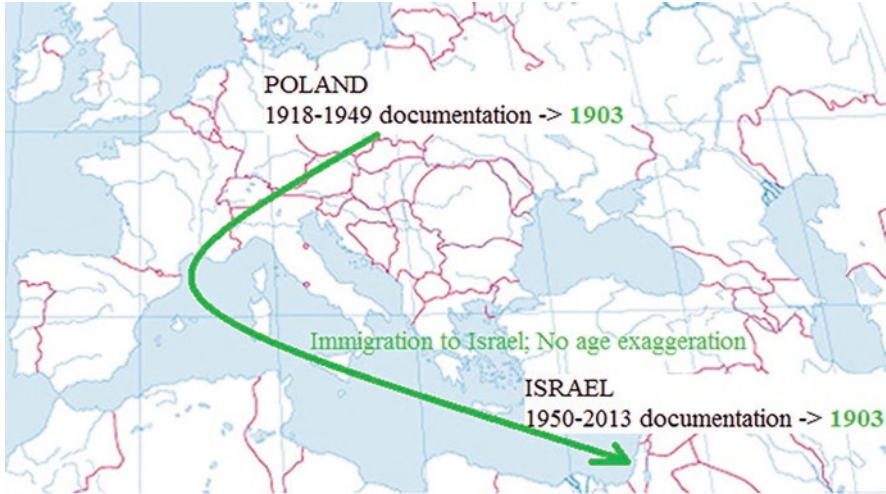 POLAND
1918-1949 documentation -> 1903
Immigration to Israel; No age exaggeration
ISRAEL
1950-2013 documentation -> 1903